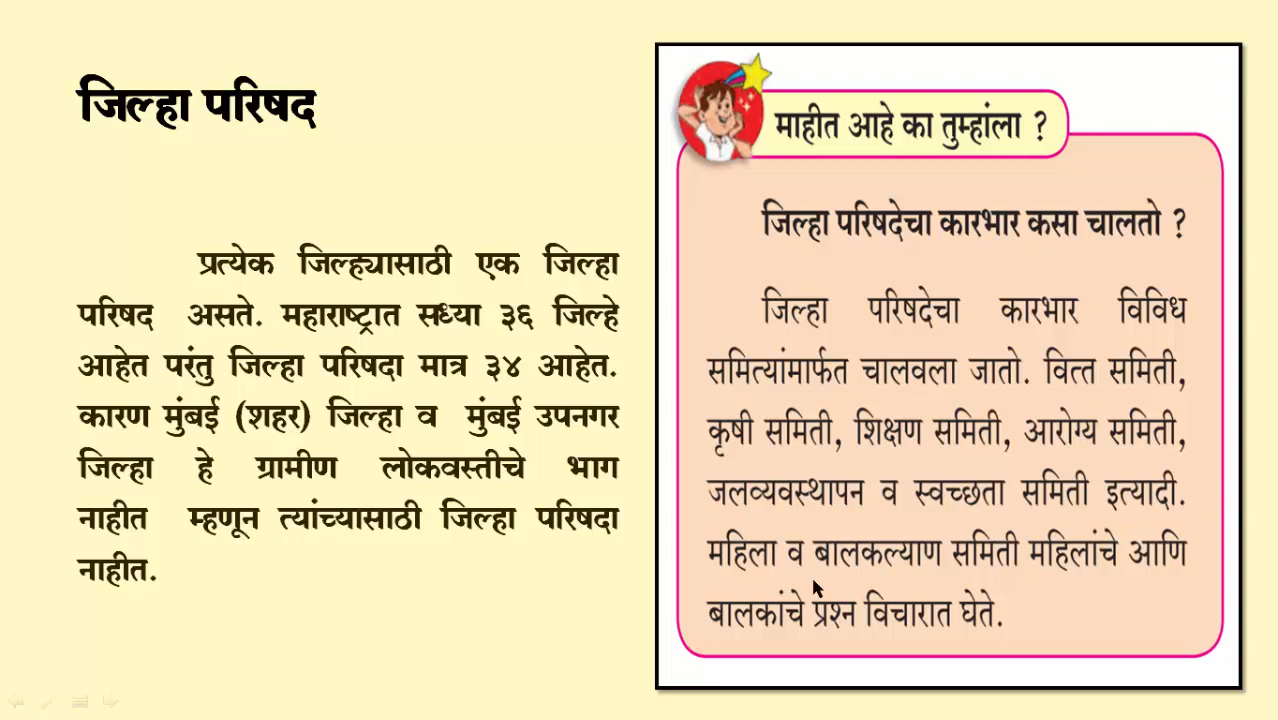 जिल्हा परिषद
प्रत्येक जिल्ह्यासाठी एक जिल्हा
परिषद असते. महाराष्ट्रात सध्या ३६ जिल्हे
आहेत परंतु जिल्हा परिषदा मात्र ३४ आहेत.
कारण मुंबई (शहर) जिल्हा व मुंबई उपनगर
जिल्हा हे ग्रामीण लोकवस्तीचे भाग
नाहीत म्हणून त्यांच्यासाठी जिल्हा परिषदा
नाहीत.
माहीत आहे का तुम्हांला ?
जिल्हा परिषदेचा कारभार कसा चालतो ?
जिल्हा परिषदेचा कारभार विविध
समित्यांमार्फत चालवला जातो. वित्त समिती,
कृषी समिती, शिक्षण समिती, आरोग्य समिती,
जलव्यवस्थापन व स्वच्छता समिती इत्यादी.
महिला व बालकल्याण समिती महिलांचे आणि
बालकांचे प्रश्न विचारात घेते.